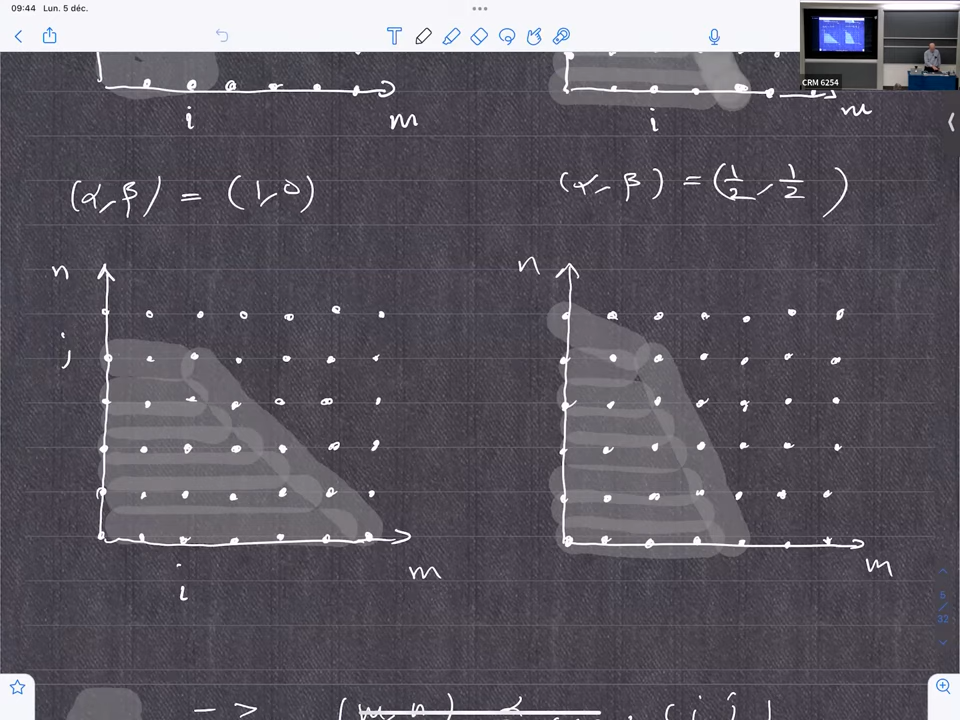 09:44 Lun. 5 déc.
CRM 6254
i m
i m
(α, β) = (1, 0)
(α, β) = (1/2, 1/2)
n
n
j
m
m
i
5
/
32
-> (m, n) (i j)